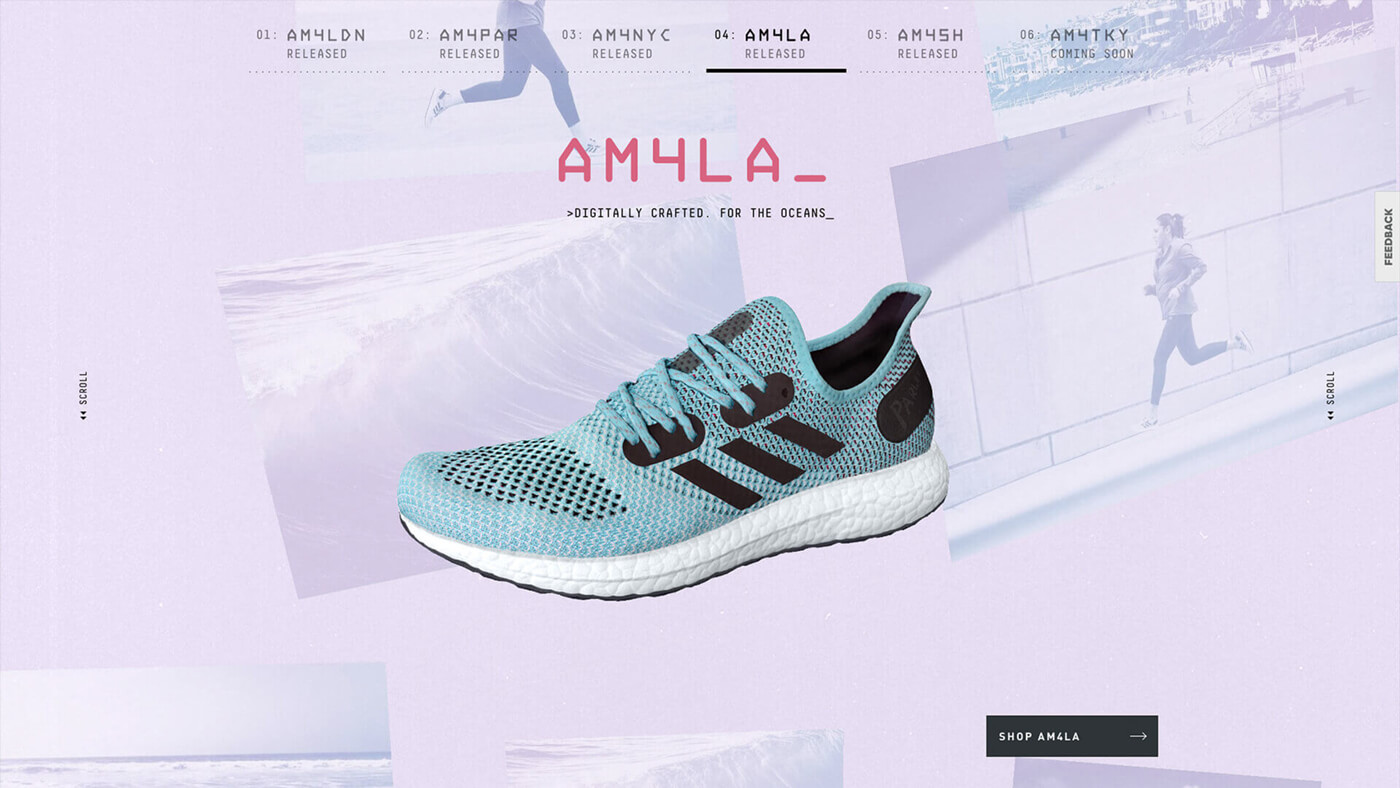 01: AM4LDN
RELEASED
02: AM4PAR
RELEASED
03: AM4NYC
RELEASED
04: AM4LA
RELEASED
05: AM4SH
RELEASED
06: AM4TKY
COMING SOON
AM4LA_
>DIGITALLY CRAFTED. FOR THE OCEANS_
FEEDBACK
SCROLL
SCROLL
SHOP AM4LA